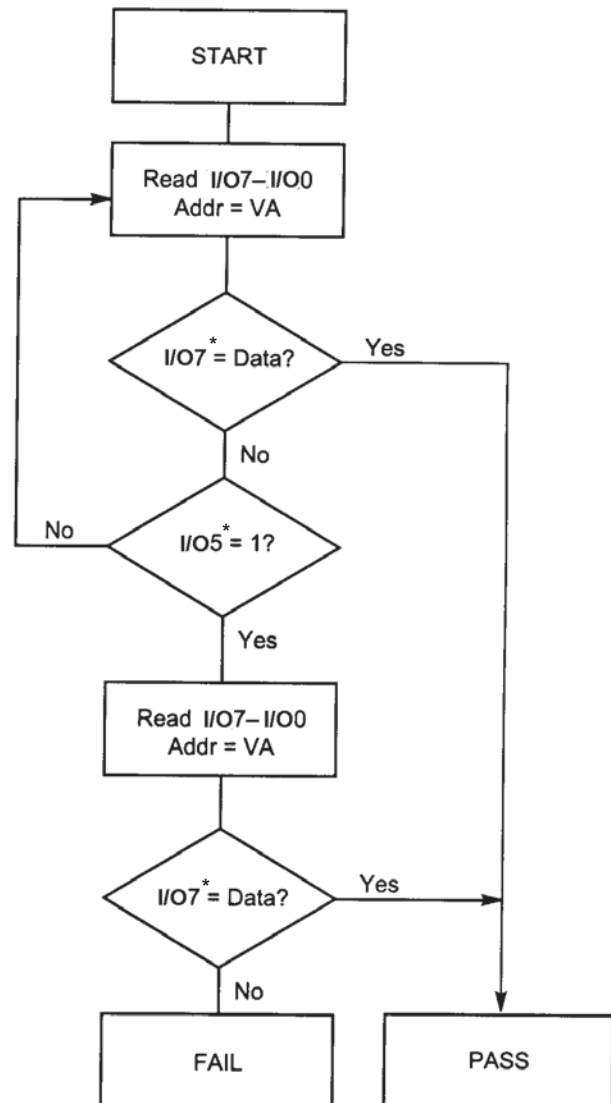 START
Read I/O7–I/O0
Addr = VA
I/O7* = Data?
Yes
No
I/O5* = 1?
No
Yes
Read I/O7–I/O0
Addr = VA
I/O7* = Data?
Yes
No
FAIL
PASS